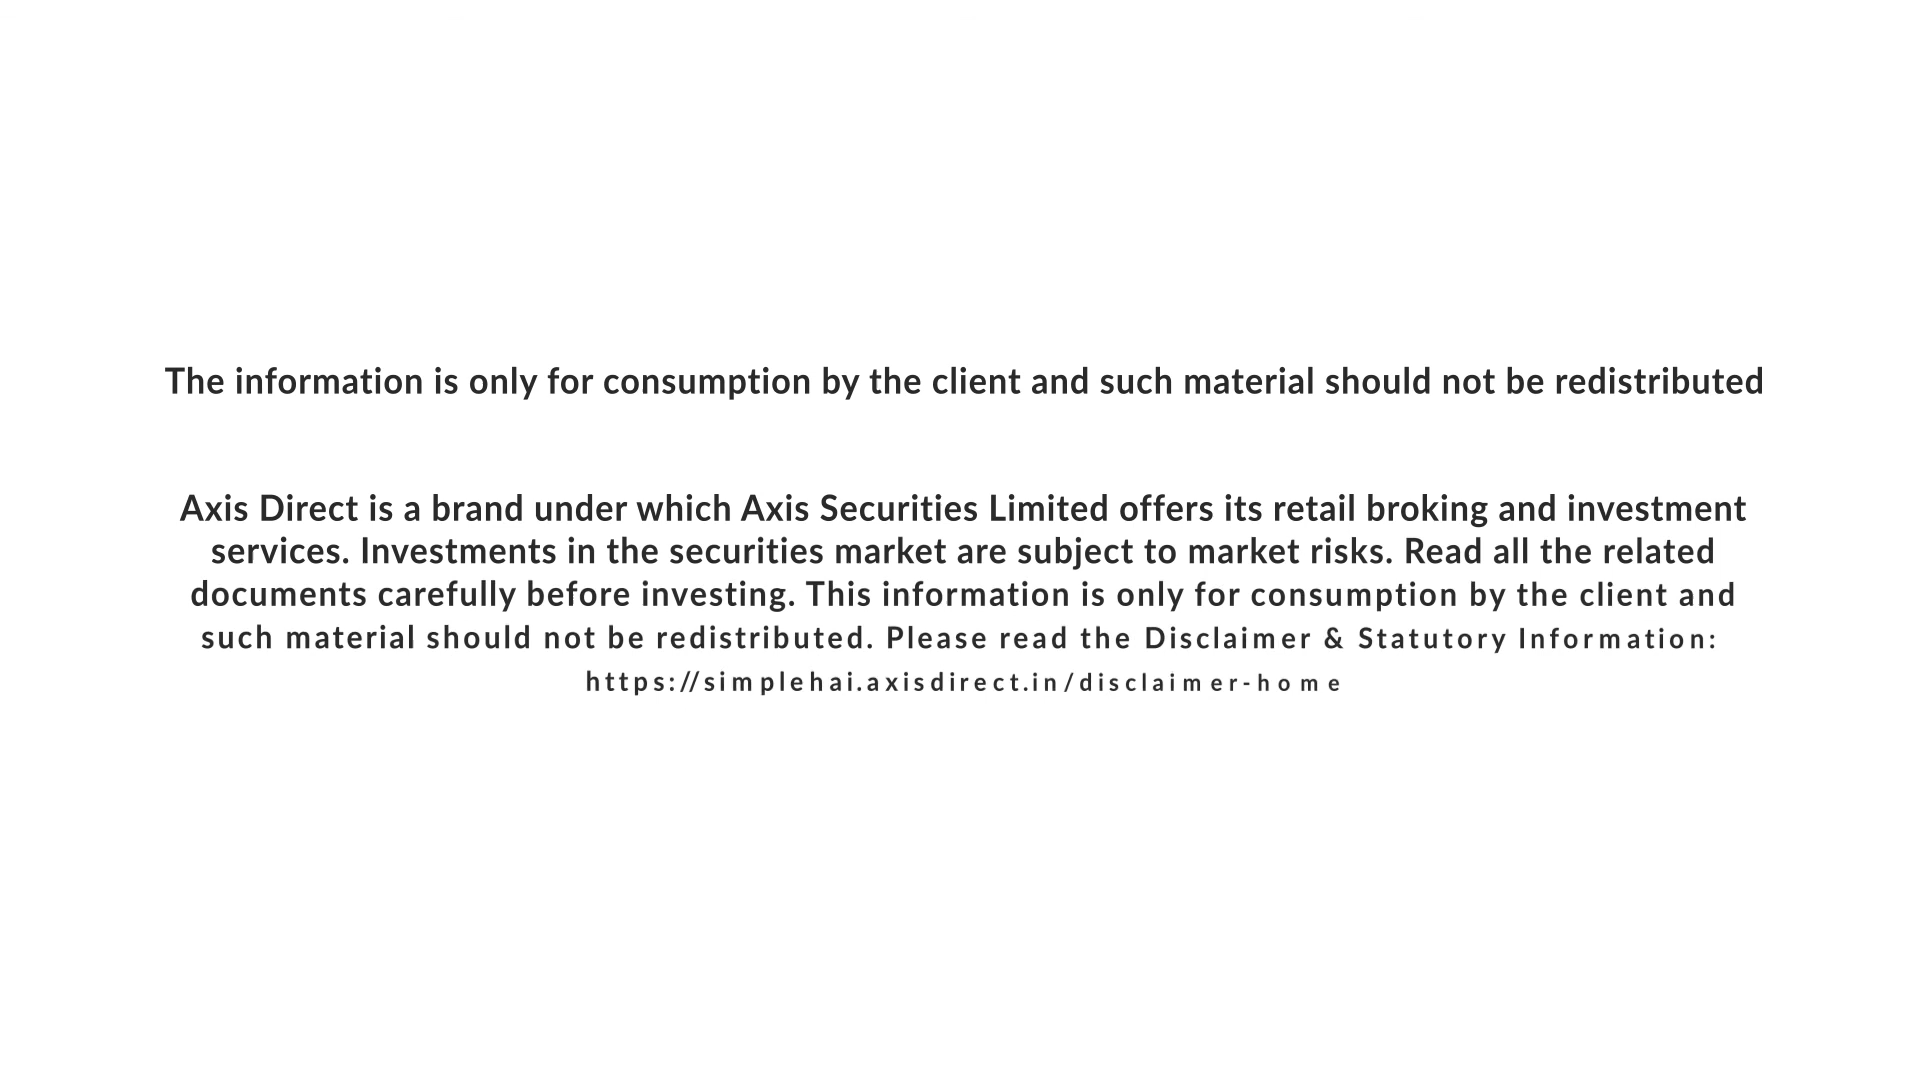 The information is only for consumption by the client and such material should not be redistributed
Axis Direct is a brand under which Axis Securities Limited offers its retail broking and investment
services. Investments in the securities market are subject to market risks. Read all the related
documents carefully before investing. This information is only for consumption by the client and
such material should not be redistributed. Please read the Disclaimer & Statutory Information:
https://simplehai.axisdirect.in/disclaimer-home